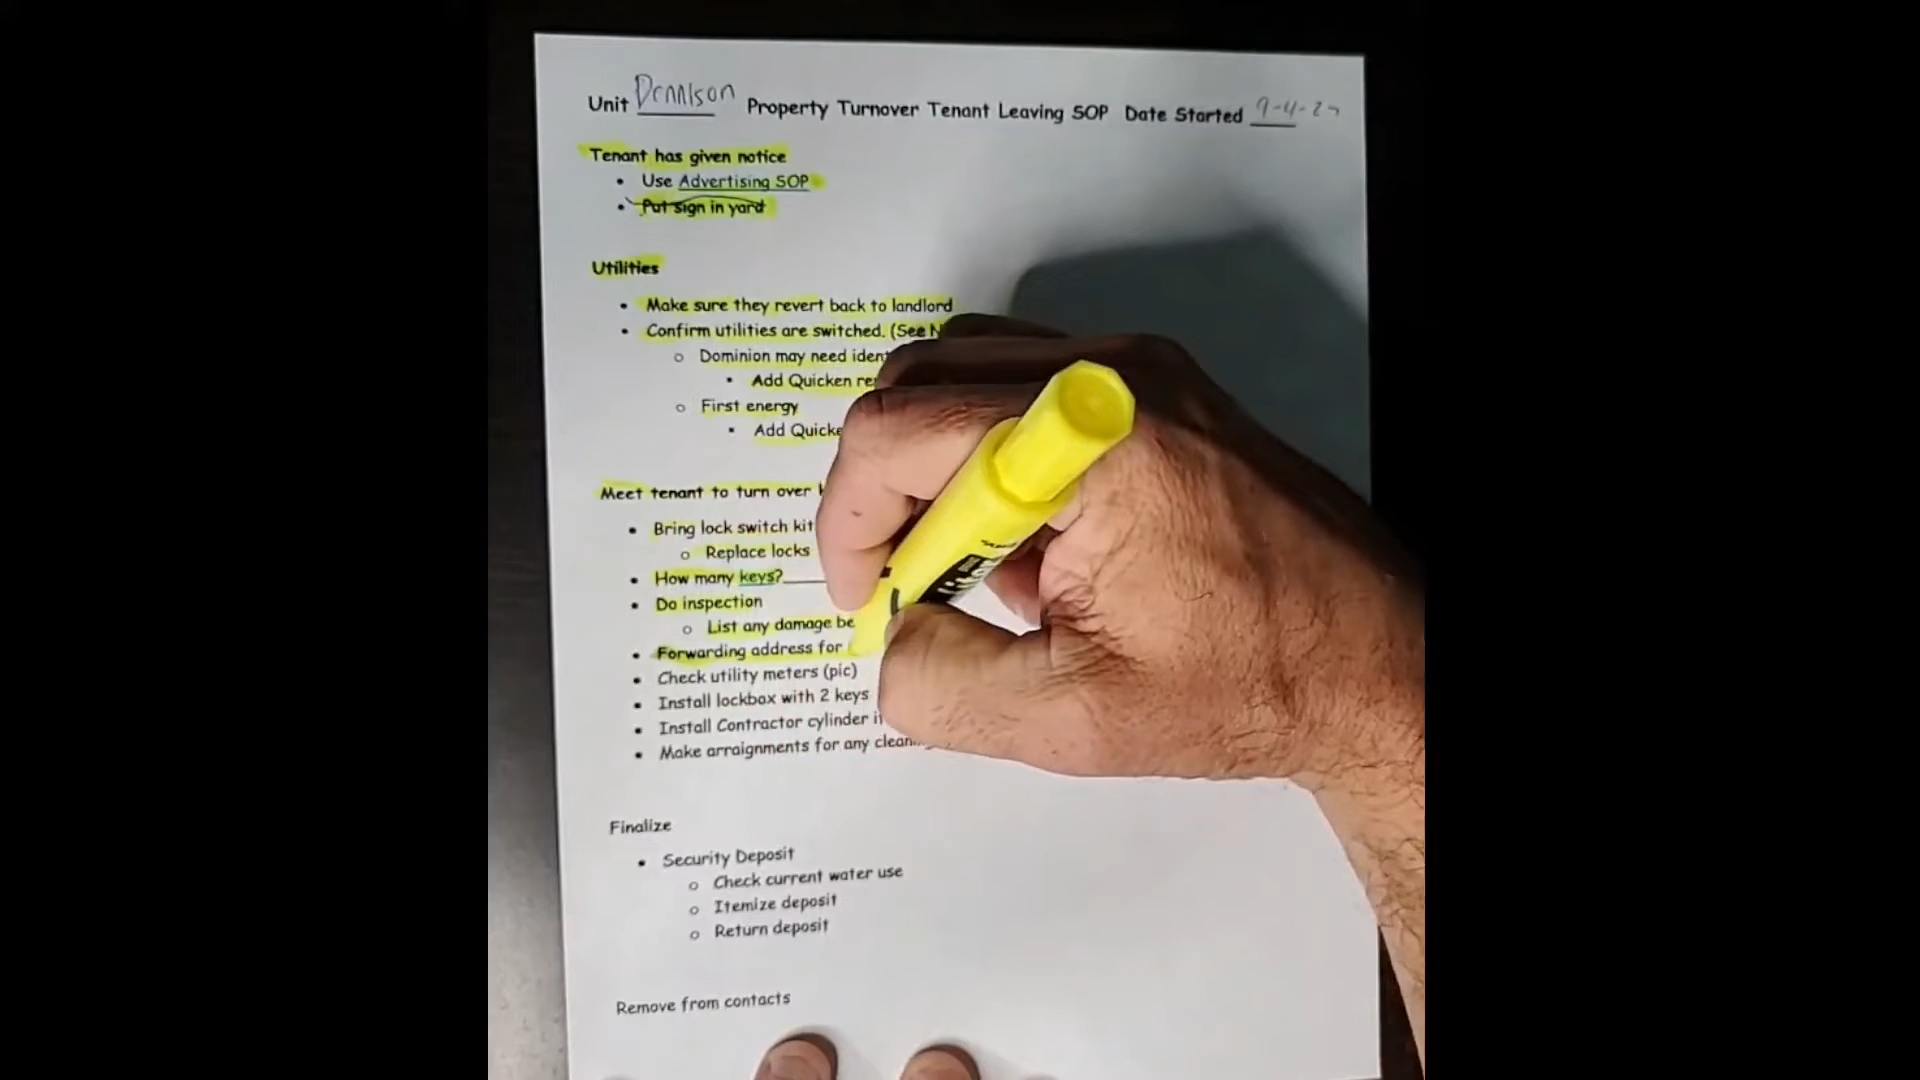 Unit Dennison Property Turnover Tenant Leaving SOP Date Started 9-4-2
Tenant has given notice
• Use Advertising SOP
• Put sign in yard
Utilities
• Make sure they revert back to landlord
• Confirm utilities are switched. (See
o Dominion may need
▪ Add Quicken
o First energy
▪ Add
Meet tenant to turn over
• Bring lock switch kit
o Replace locks
• How many keys?
• Do inspection
o List any damage
• Forwarding address for
• Check utility meters (pic)
• Install lockbox with 2 keys
• Install Contractor cylinder
• Make arraignments for any
Finalize
• Security Deposit
o Check current water use
o Itemize deposit
o Return deposit
Remove from contacts